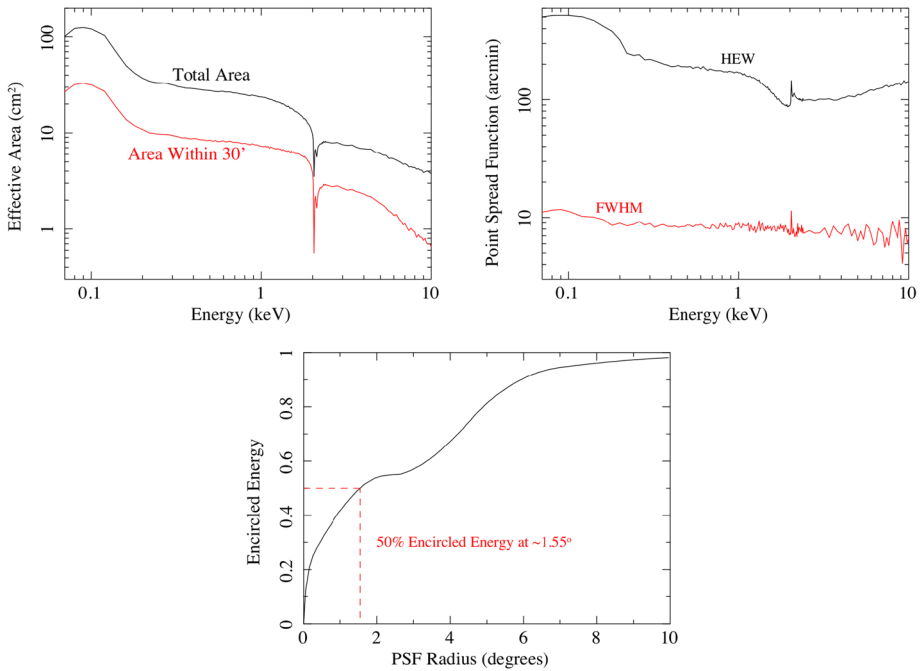 Effective Area (cm²)
100
10
1
Total Area
Area Within 30’
0.1 1 10
Energy (keV)
Point Spread Function (arcmin)
100
10
HEW
FWHM
0.1 1 10
Energy (keV)
Encircled Energy
1
0.8
0.6
0.4
0.2
0
50% Encircled Energy at ~1.55°
0 2 4 6 8 10
PSF Radius (degrees)